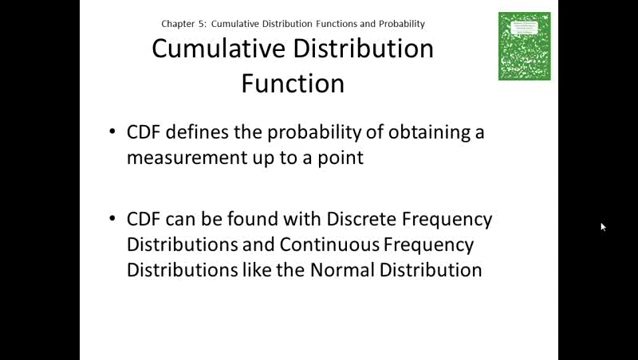 Chapter 5: Cumulative Distribution Functions and Probability
Cumulative Distribution
Function
• CDF defines the probability of obtaining a
measurement up to a point
• CDF can be found with Discrete Frequency
Distributions and Continuous Frequency
Distributions like the Normal Distribution